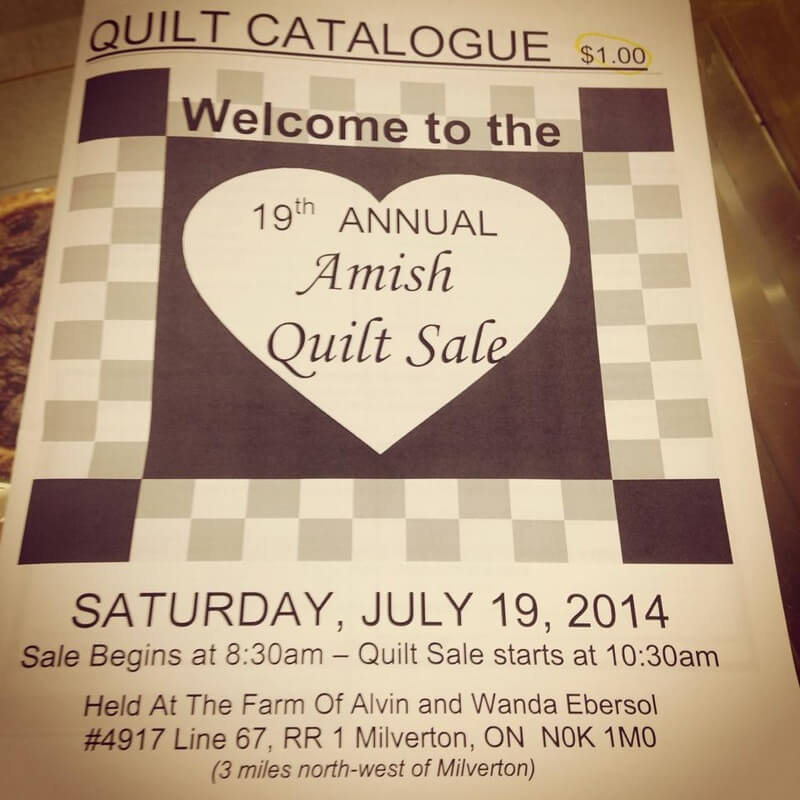 QUILT CATALOGUE $1.00
Welcome to the
19th ANNUAL
Amish
Quilt Sale
SATURDAY, JULY 19, 2014
Sale Begins at 8:30am – Quilt Sale starts at 10:30am
Held At The Farm Of Alvin and Wanda Ebersol
#4917 Line 67, RR 1 Milverton, ON N0K 1M0
(3 miles north-west of Milverton)